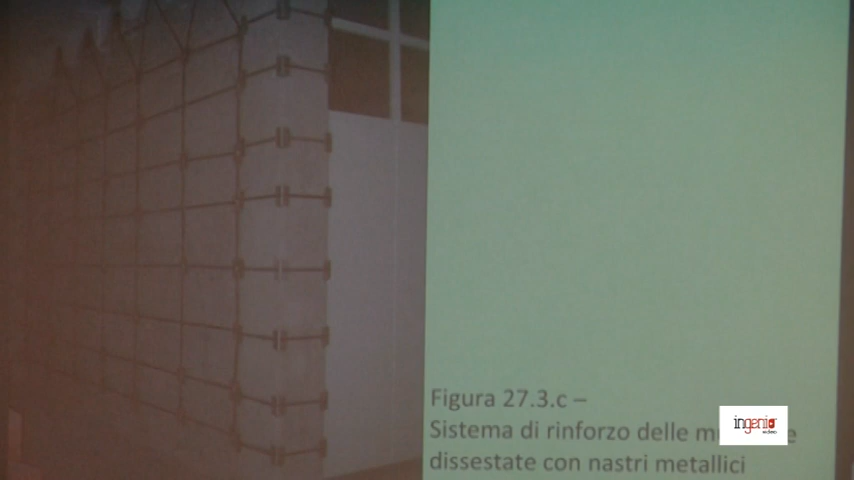 Figura 27.3.c –
Sistema di rinforzo delle
dissestate con nastri metallici
ingenio